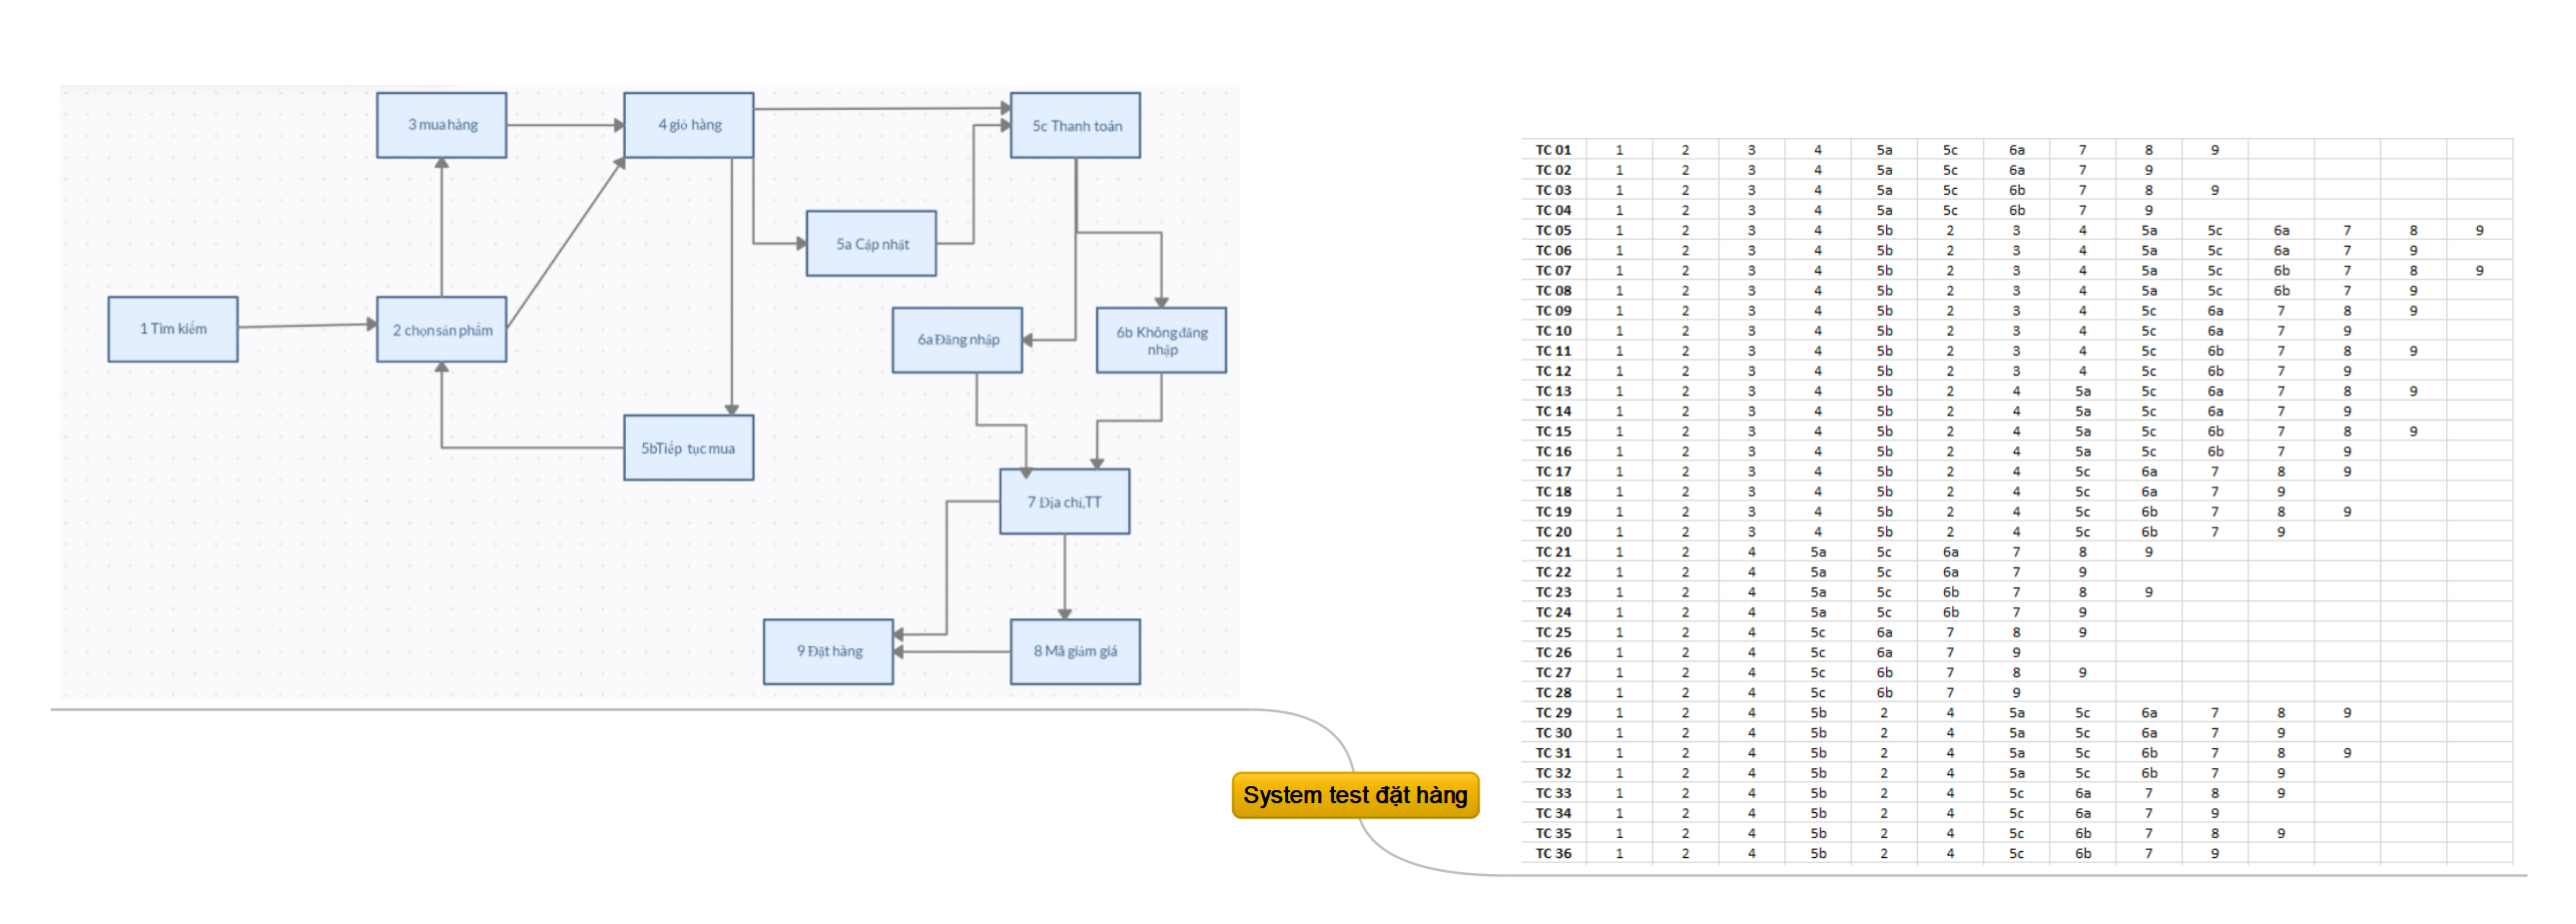 3 mua hàng
4 giỏ hàng
5c Thanh toán
5a Cập nhật
1 Tìm kiếm
2 chọn sản phẩm
6a Đăng nhập
6b Không đăng
nhập
5b Tiếp tục mua
7 Địa chỉ,TT
9 Đặt hàng
8 Mã giảm giá
System test đặt hàng
TC 01 1 2 3 4 5a 5c 6a 7 8 9
TC 02 1 2 3 4 5a 5c 6a 7 9
TC 03 1 2 3 4 5a 5c 6b 7 8 9
TC 04 1 2 3 4 5a 5c 6b 7 9
TC 05 1 2 3 4 5b 2 3 4 5a 5c 6a 7 8 9
TC 06 1 2 3 4 5b 2 3 4 5a 5c 6a 7 9
TC 07 1 2 3 4 5b 2 3 4 5a 5c 6b 7 8 9
TC 08 1 2 3 4 5b 2 3 4 5a 5c 6b 7 9
TC 09 1 2 3 4 5b 2 3 4 5c 6a 7 8 9
TC 10 1 2 3 4 5b 2 3 4 5c 6a 7 9
TC 11 1 2 3 4 5b 2 3 4 5c 6b 7 8 9
TC 12 1 2 3 4 5b 2 3 4 5c 6b 7 9
TC 13 1 2 3 4 5b 2 4 5a 5c 6a 7 8 9
TC 14 1 2 3 4 5b 2 4 5a 5c 6a 7 9
TC 15 1 2 3 4 5b 2 4 5a 5c 6b 7 8 9
TC 16 1 2 3 4 5b 2 4 5a 5c 6b 7 9
TC 17 1 2 3 4 5b 2 4 5c 6a 7 8 9
TC 18 1 2 3 4 5b 2 4 5c 6a 7 9
TC 19 1 2 3 4 5b 2 4 5c 6b 7 8 9
TC 20 1 2 3 4 5b 2 4 5c 6b 7 9
TC 21 1 2 4 5a 5c 6a 7 8 9
TC 22 1 2 4 5a 5c 6a 7 9
TC 23 1 2 4 5a 5c 6b 7 8 9
TC 24 1 2 4 5a 5c 6b 7 9
TC 25 1 2 4 5c 6a 7 8 9
TC 26 1 2 4 5c 6a 7 9
TC 27 1 2 4 5c 6b 7 8 9
TC 28 1 2 4 5c 6b 7 9
TC 29 1 2 4 5b 2 4 5a 5c 6a 7 8 9
TC 30 1 2 4 5b 2 4 5a 5c 6a 7 9
TC 31 1 2 4 5b 2 4 5a 5c 6b 7 8 9
TC 32 1 2 4 5b 2 4 5a 5c 6b 7 9
TC 33 1 2 4 5b 2 4 5c 6a 7 8 9
TC 34 1 2 4 5b 2 4 5c 6a 7 9
TC 35 1 2 4 5b 2 4 5c 6b 7 8 9
TC 36 1 2 4 5b 2 4 5c 6b 7 9